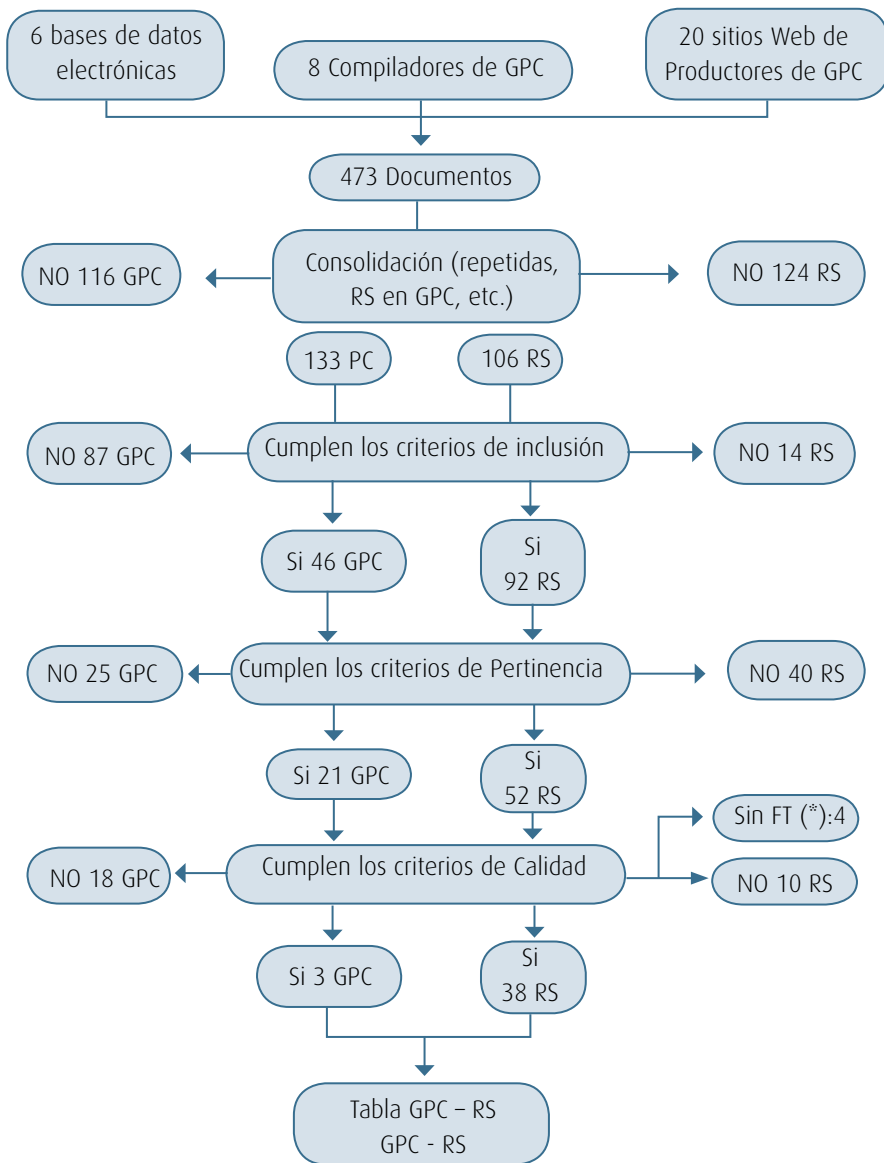 6 bases de datos
electrónicas
8 Compiladores de GPC
20 sitios Web de
Productores de GPC
473 Documentos
NO 116 GPC
Consolidación (repetidas,
RS en GPC, etc.)
NO 124 RS
133 PC
106 RS
NO 87 GPC
Cumplen los criterios de inclusión
NO 14 RS
Si 46 GPC
Si
92 RS
NO 25 GPC
Cumplen los criterios de Pertinencia
NO 40 RS
Si 21 GPC
Si
52 RS
Sin FT (*):4
NO 18 GPC
Cumplen los criterios de Calidad
NO 10 RS
Si 3 GPC
Si
38 RS
Tabla GPC – RS
GPC - RS